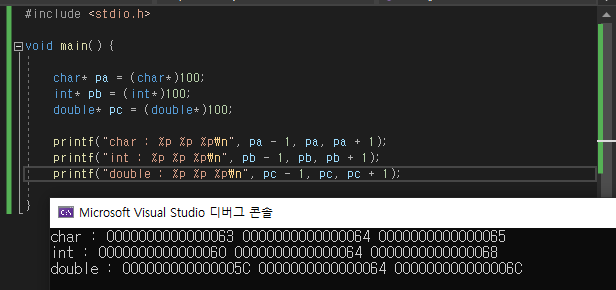 #include <stdio.h>
void main() {
char* pa = (char*)100;
int* pb = (int*)100;
double* pc = (double*)100;
printf("char : %p %p %p₩n", pa - 1, pa, pa + 1);
printf("int : %p %p %p₩n", pb - 1, pb, pb + 1);
printf("double : %p %p %p₩n", pc - 1, pc, pc + 1);
}
Microsoft Visual Studio 디버그 콘솔
char : 0000000000000063 0000000000000064 0000000000000065
int : 0000000000000060 0000000000000064 0000000000000068
double : 000000000000005C 0000000000000064 000000000000006C